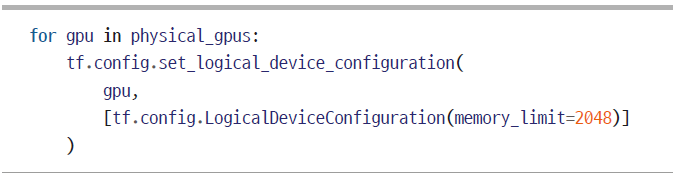 for gpu in physical_gpus:
    tf.config.set_logical_device_configuration(
        gpu,
        [tf.config.LogicalDeviceConfiguration(memory_limit=2048)]
    )